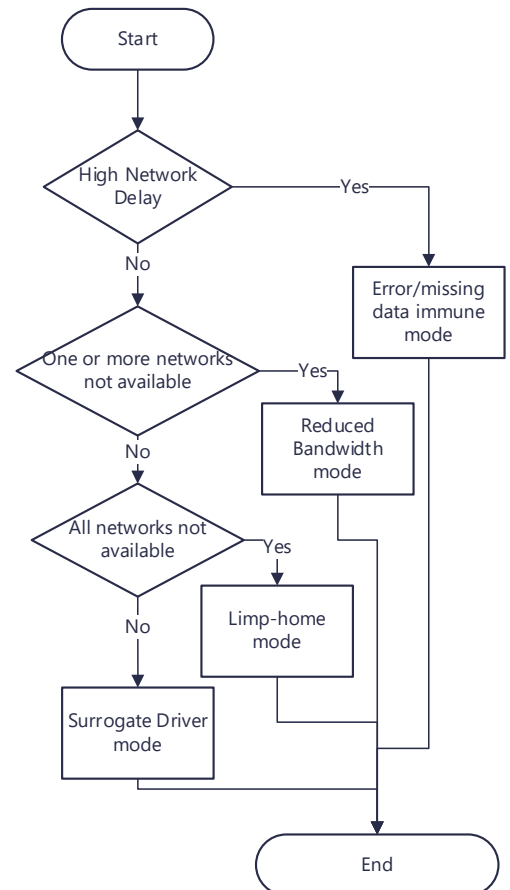 Start
High Network
Delay
Yes
No
Error/missing
data immune
mode
One or more networks
not available
Yes
No
Reduced
Bandwidth
mode
All networks not
available
Yes
No
Limp-home
mode
Surrogate Driver
mode
End